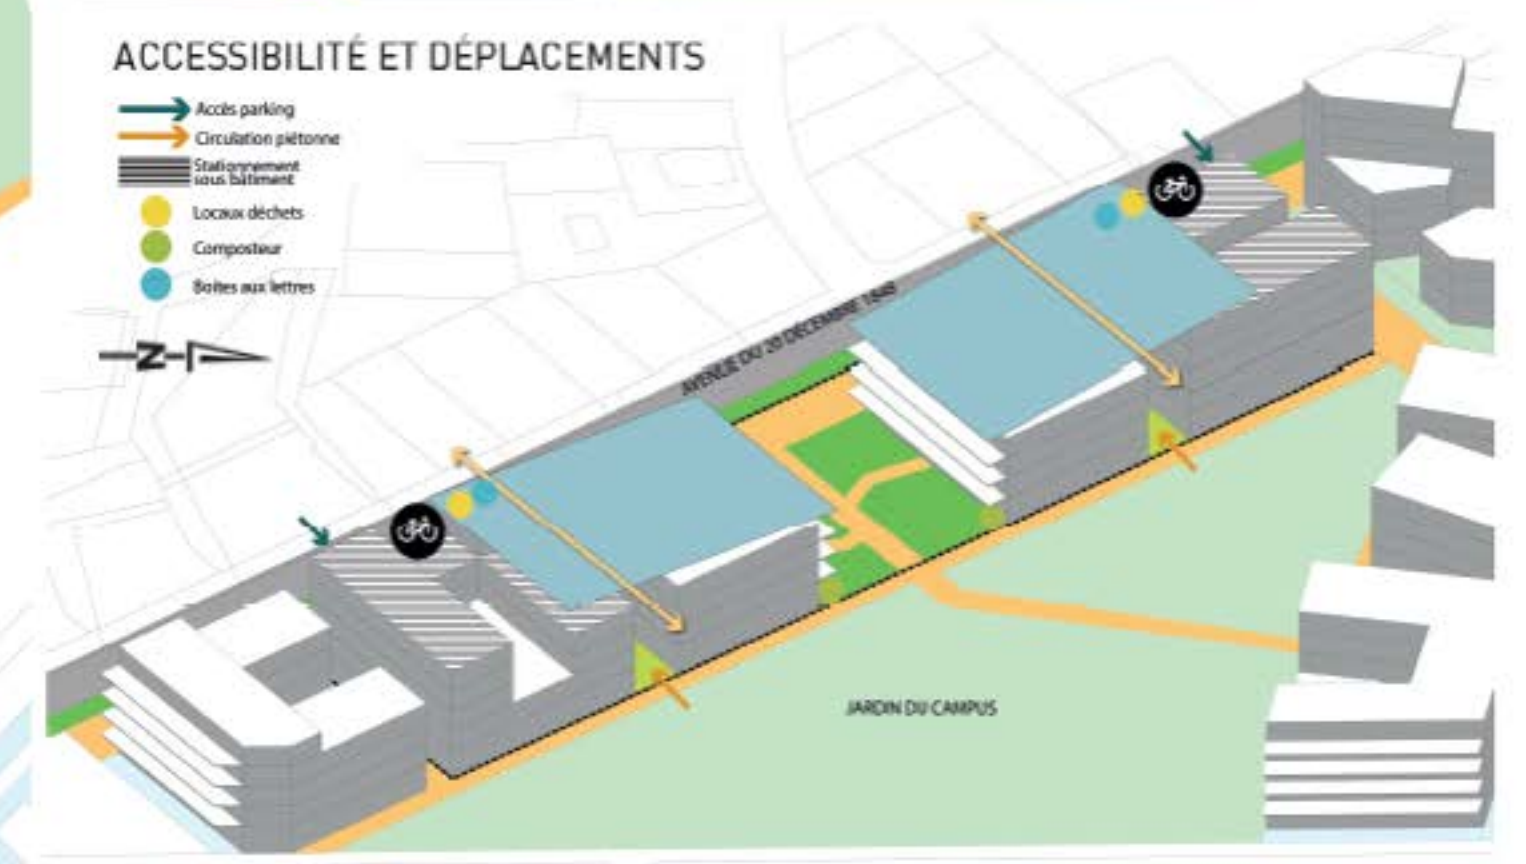 ACCESSIBILITÉ ET DÉPLACEMENTS
Accès parking
Circulation piétonne
Stationnement
sous bâtiment
Locaux déchets
Composteur
Boites aux lettres
N
AVENUE DU 20 DÉCEMBRE 1848
JARDIN DU CAMPUS